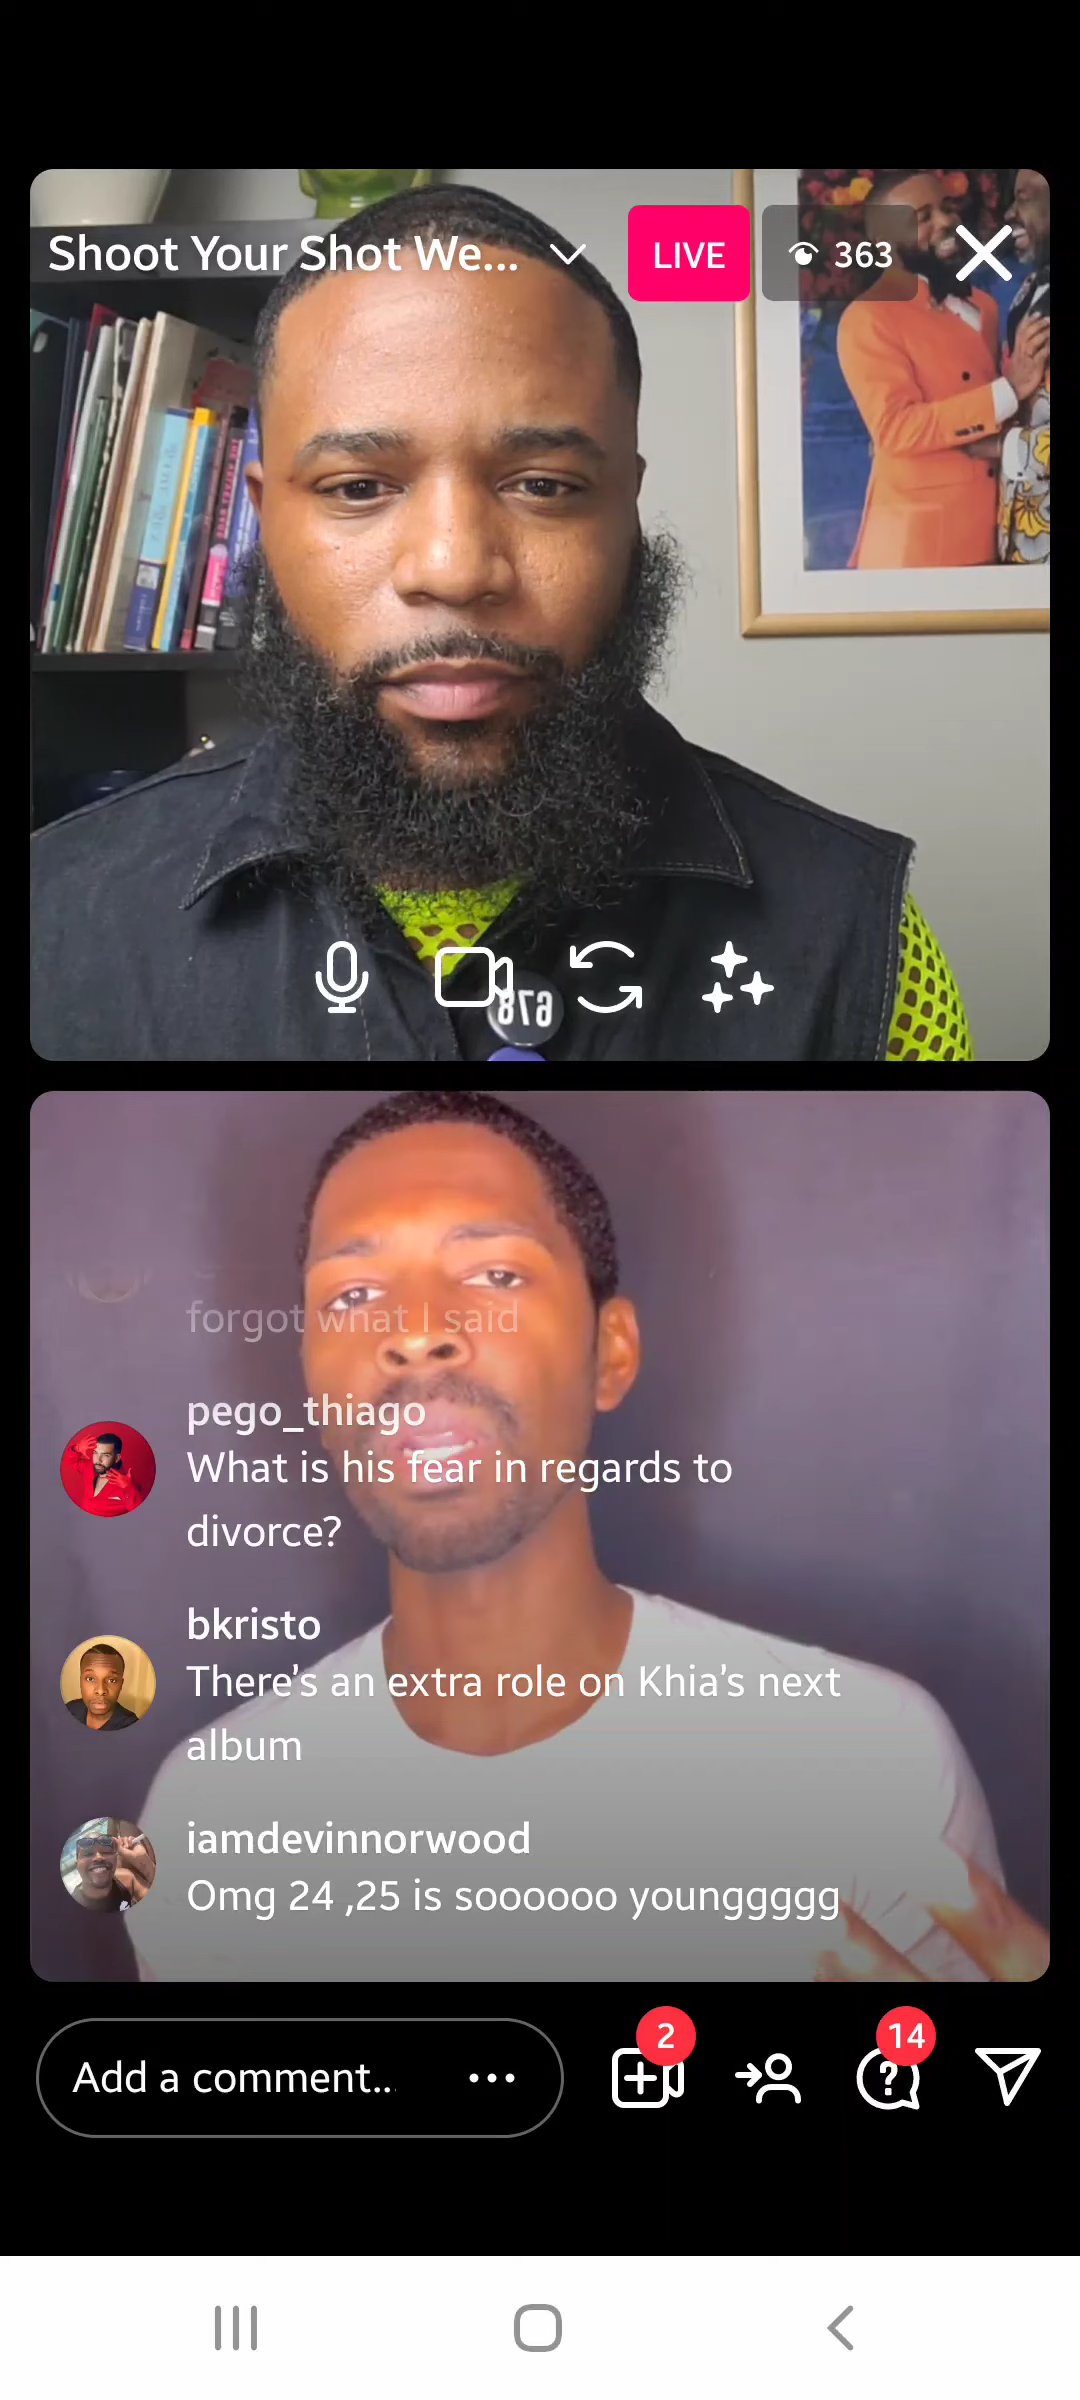 Shoot Your Shot We...
LIVE
363
678
forgot what I said
pego_thiago
What is his fear in regards to
divorce?
bkristo
There's an extra role on Khia's next
album
iamdevinnorwood
Omg 24 ,25 is soooooo younggggg
Add a comment...
2
14